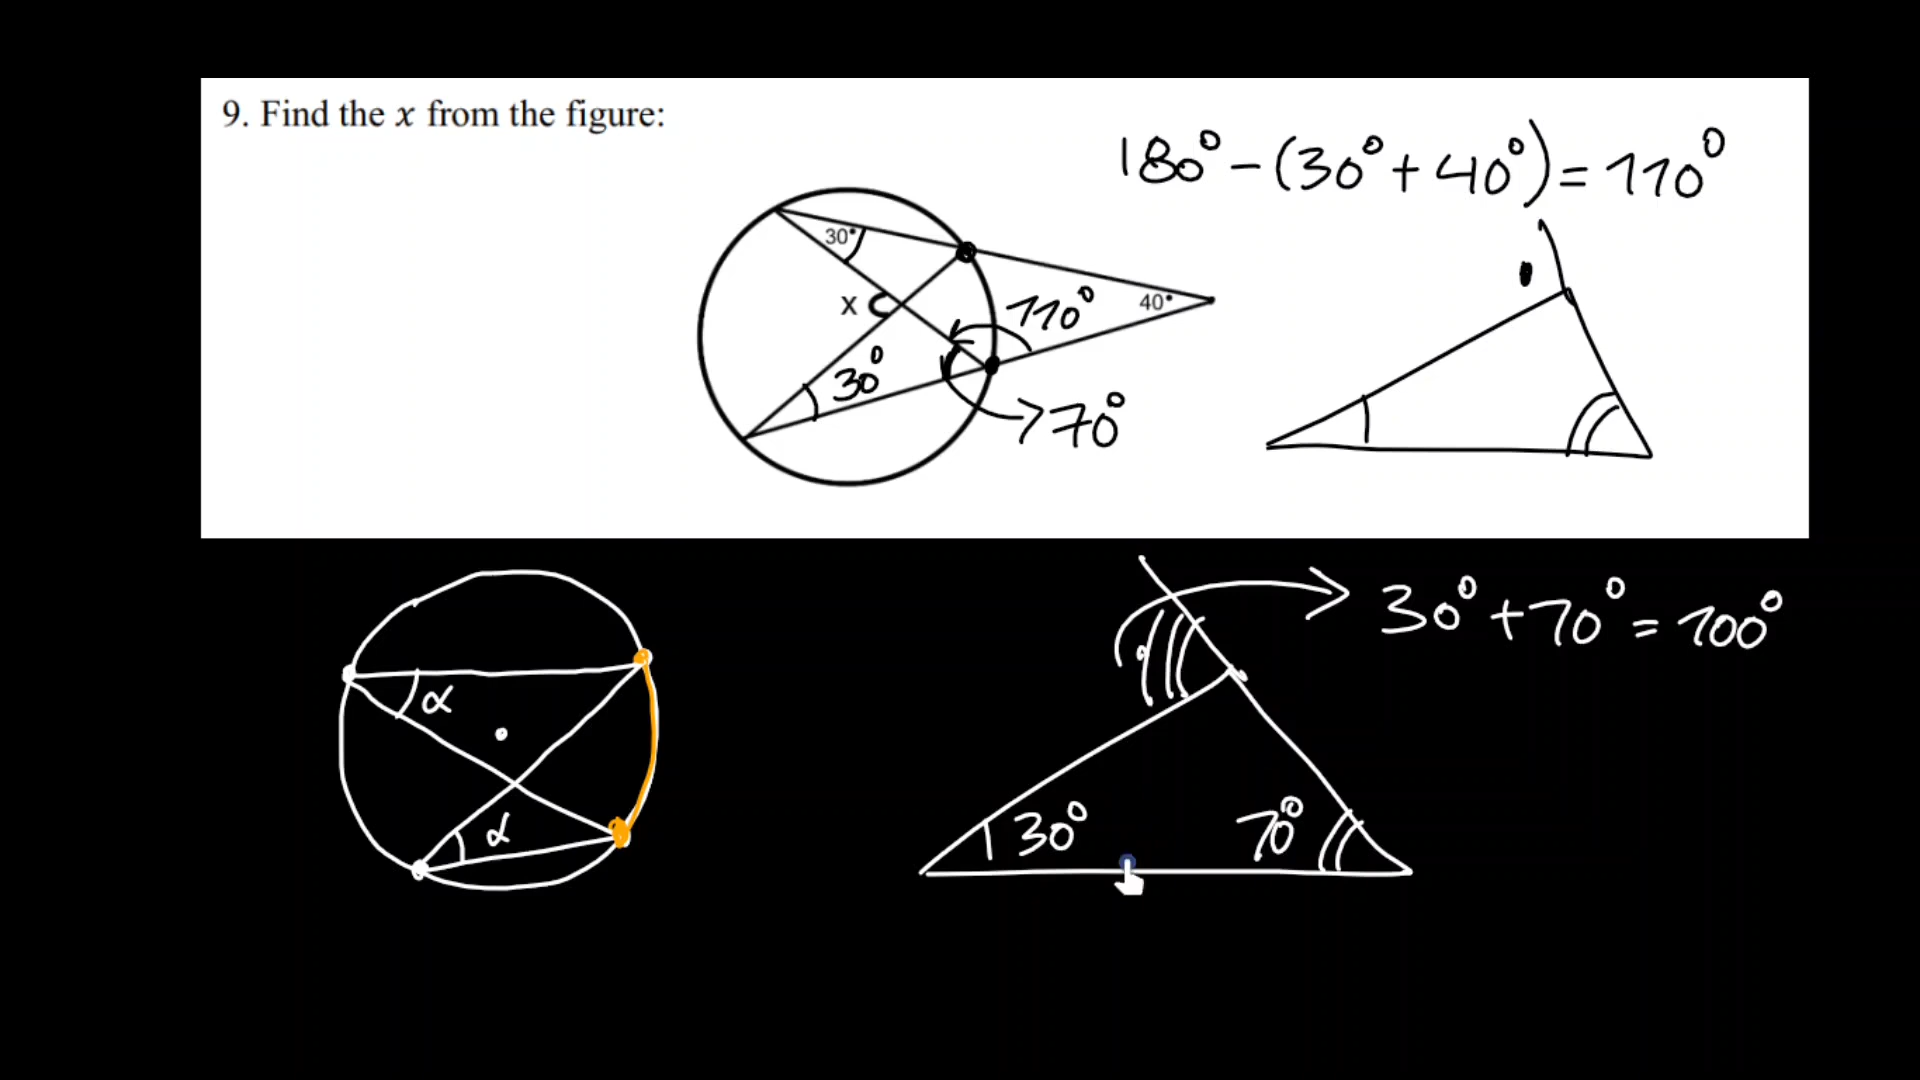 9. Find the x from the figure:
180° - (30° + 40°) = 110°
30°
x
110°
40°
30°
70°
30° + 70° = 100°
α
α
30°
70°